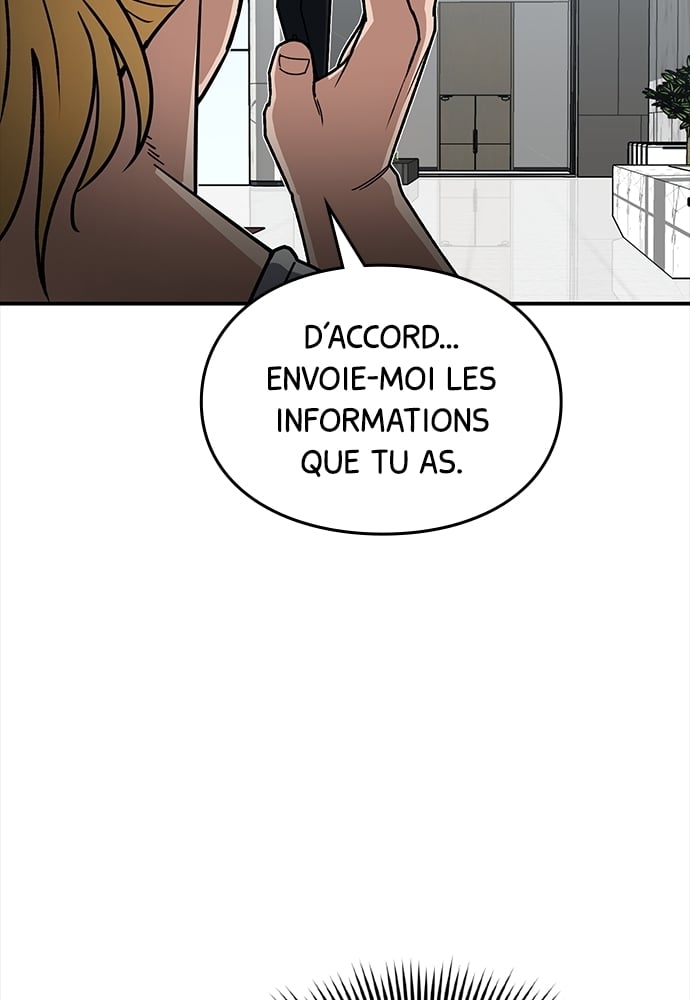 D'ACCORD...
ENVOIE-MOI LES
INFORMATIONS
QUE TU AS.